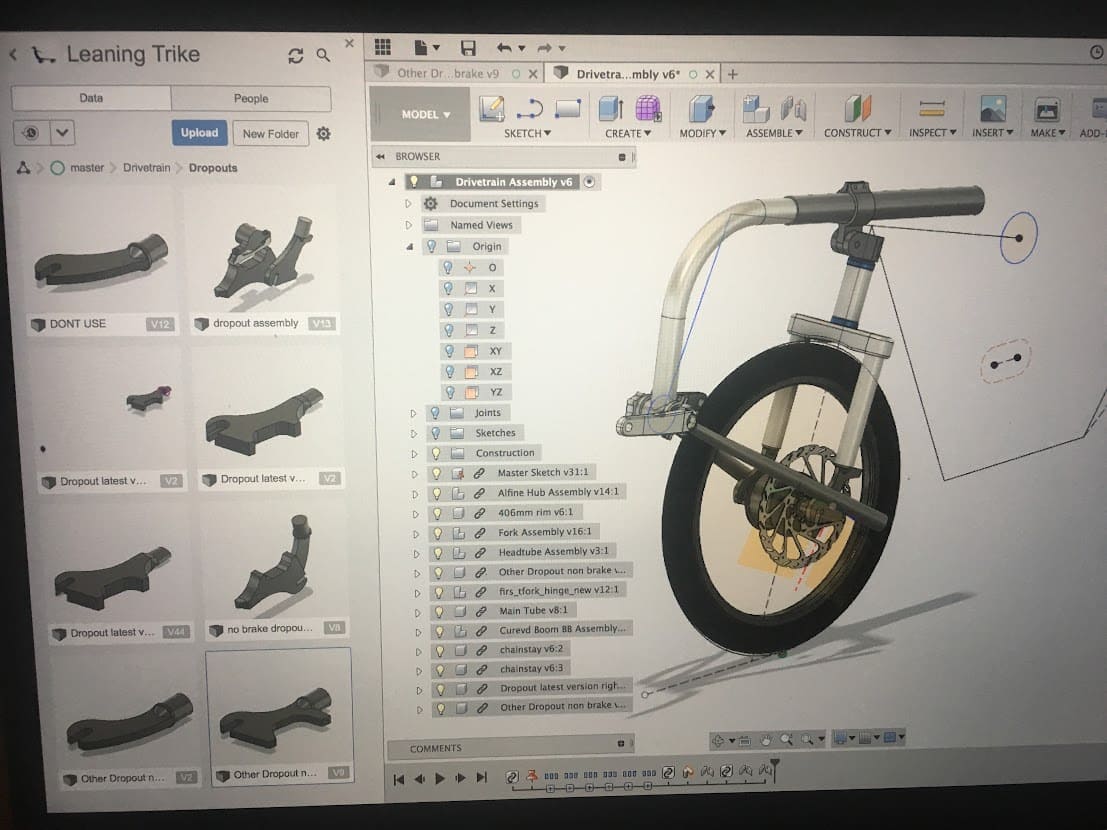 Leaning Trike
Data
People
Upload
New Folder
master
Drivetrain
Dropouts
DONT USE
V12
dropout assembly
V13
Dropout latest v...
V2
Dropout latest v...
V2
Dropout latest v...
V44
no brake dropou...
V8
Other Dropout n...
V2
Other Dropout n...
V9
Other Dr...brake v9
Drivetra...mbly v6*
MODEL
SKETCH
CREATE
MODIFY
ASSEMBLE
CONSTRUCT
INSPECT
INSERT
MAKE
ADD-
BROWSER
Drivetrain Assembly v6
Document Settings
Named Views
Origin
O
X
Y
Z
XY
XZ
YZ
Joints
Sketches
Construction
Master Sketch v31:1
Alfine Hub Assembly v14:1
406mm rim v6:1
Fork Assembly v16:1
Headtube Assembly v3:1
Other Dropout non brake v...
firs_tfork_hinge_new v12:1
Main Tube v8:1
Curevd Boom BB Assembly...
chainstay v6:2
chainstay v6:3
Dropout latest version righ...
Other Dropout non brake v...
COMMENTS